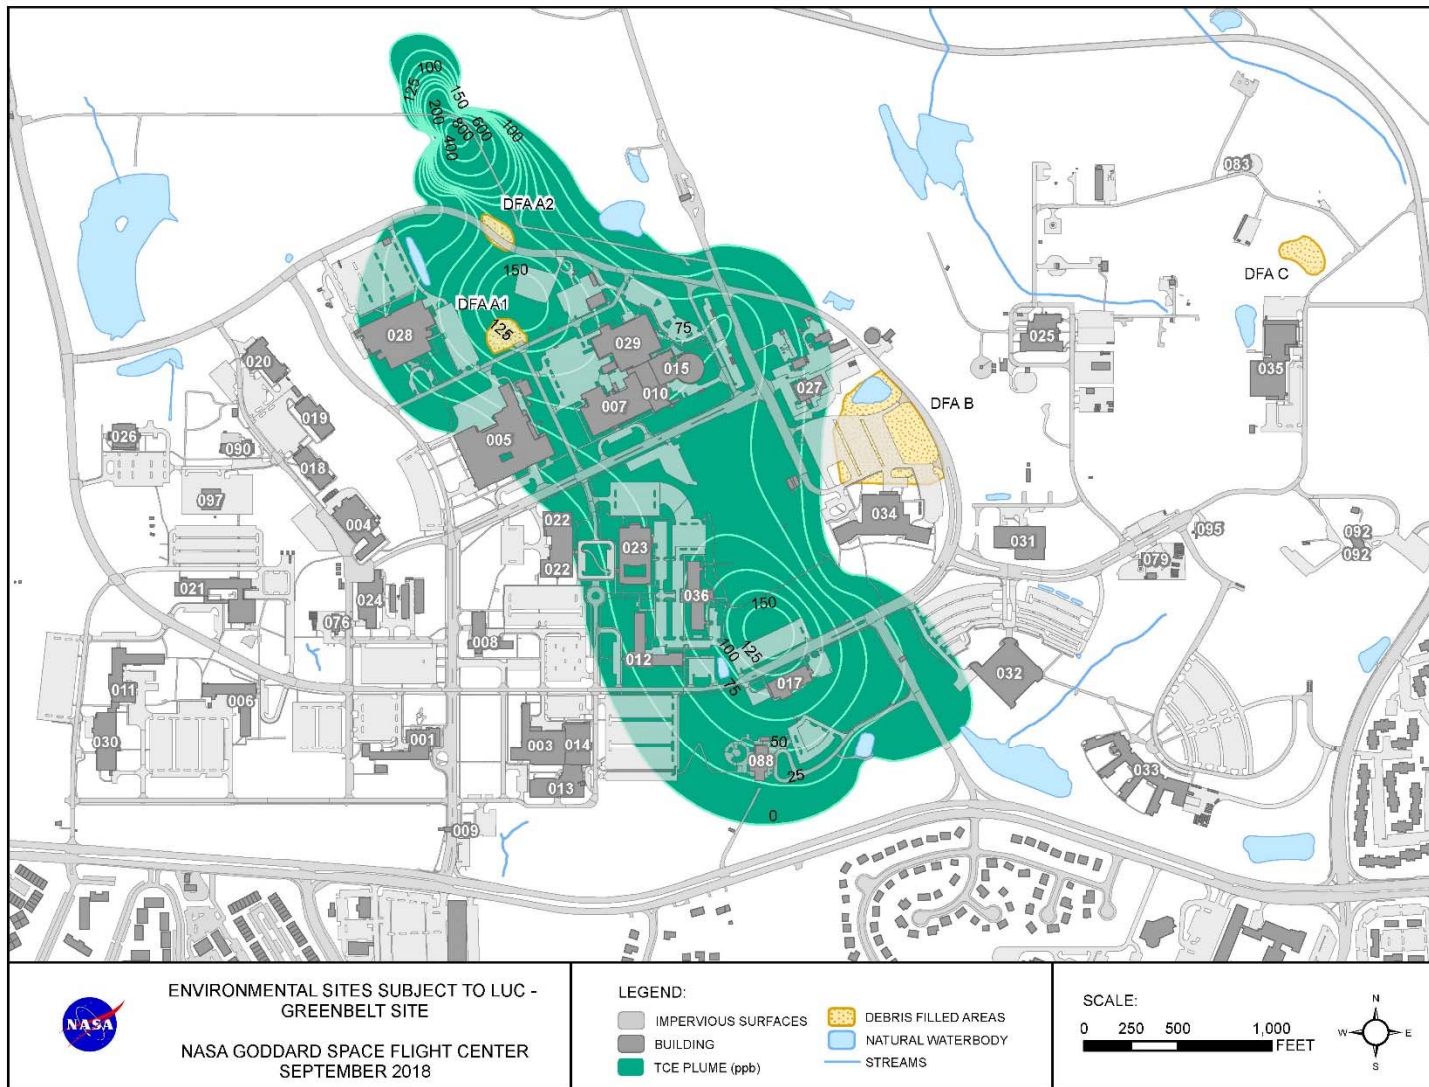 100
125
150
200
800
600
100
400
DFA A2
083
150
DFA C
DFA A1
125
75
028
029
025
020
015
035
010
027
007
DFA B
019
005
026
090
018
097
034
004
022
095
031
023
092
079
092
022
021
036
024
150
076
008
125
100
012
032
017
75
011
006
030
001
003
014
50
088
033
25
013
0
009
NASA
ENVIRONMENTAL SITES SUBJECT TO LUC -
GREENBELT SITE
NASA GODDARD SPACE FLIGHT CENTER
SEPTEMBER 2018
LEGEND:
IMPERVIOUS SURFACES
BUILDING
TCE PLUME (ppb)
DEBRIS FILLED AREAS
NATURAL WATERBODY
STREAMS
SCALE:
0 250 500 1,000
FEET
N
W E
S